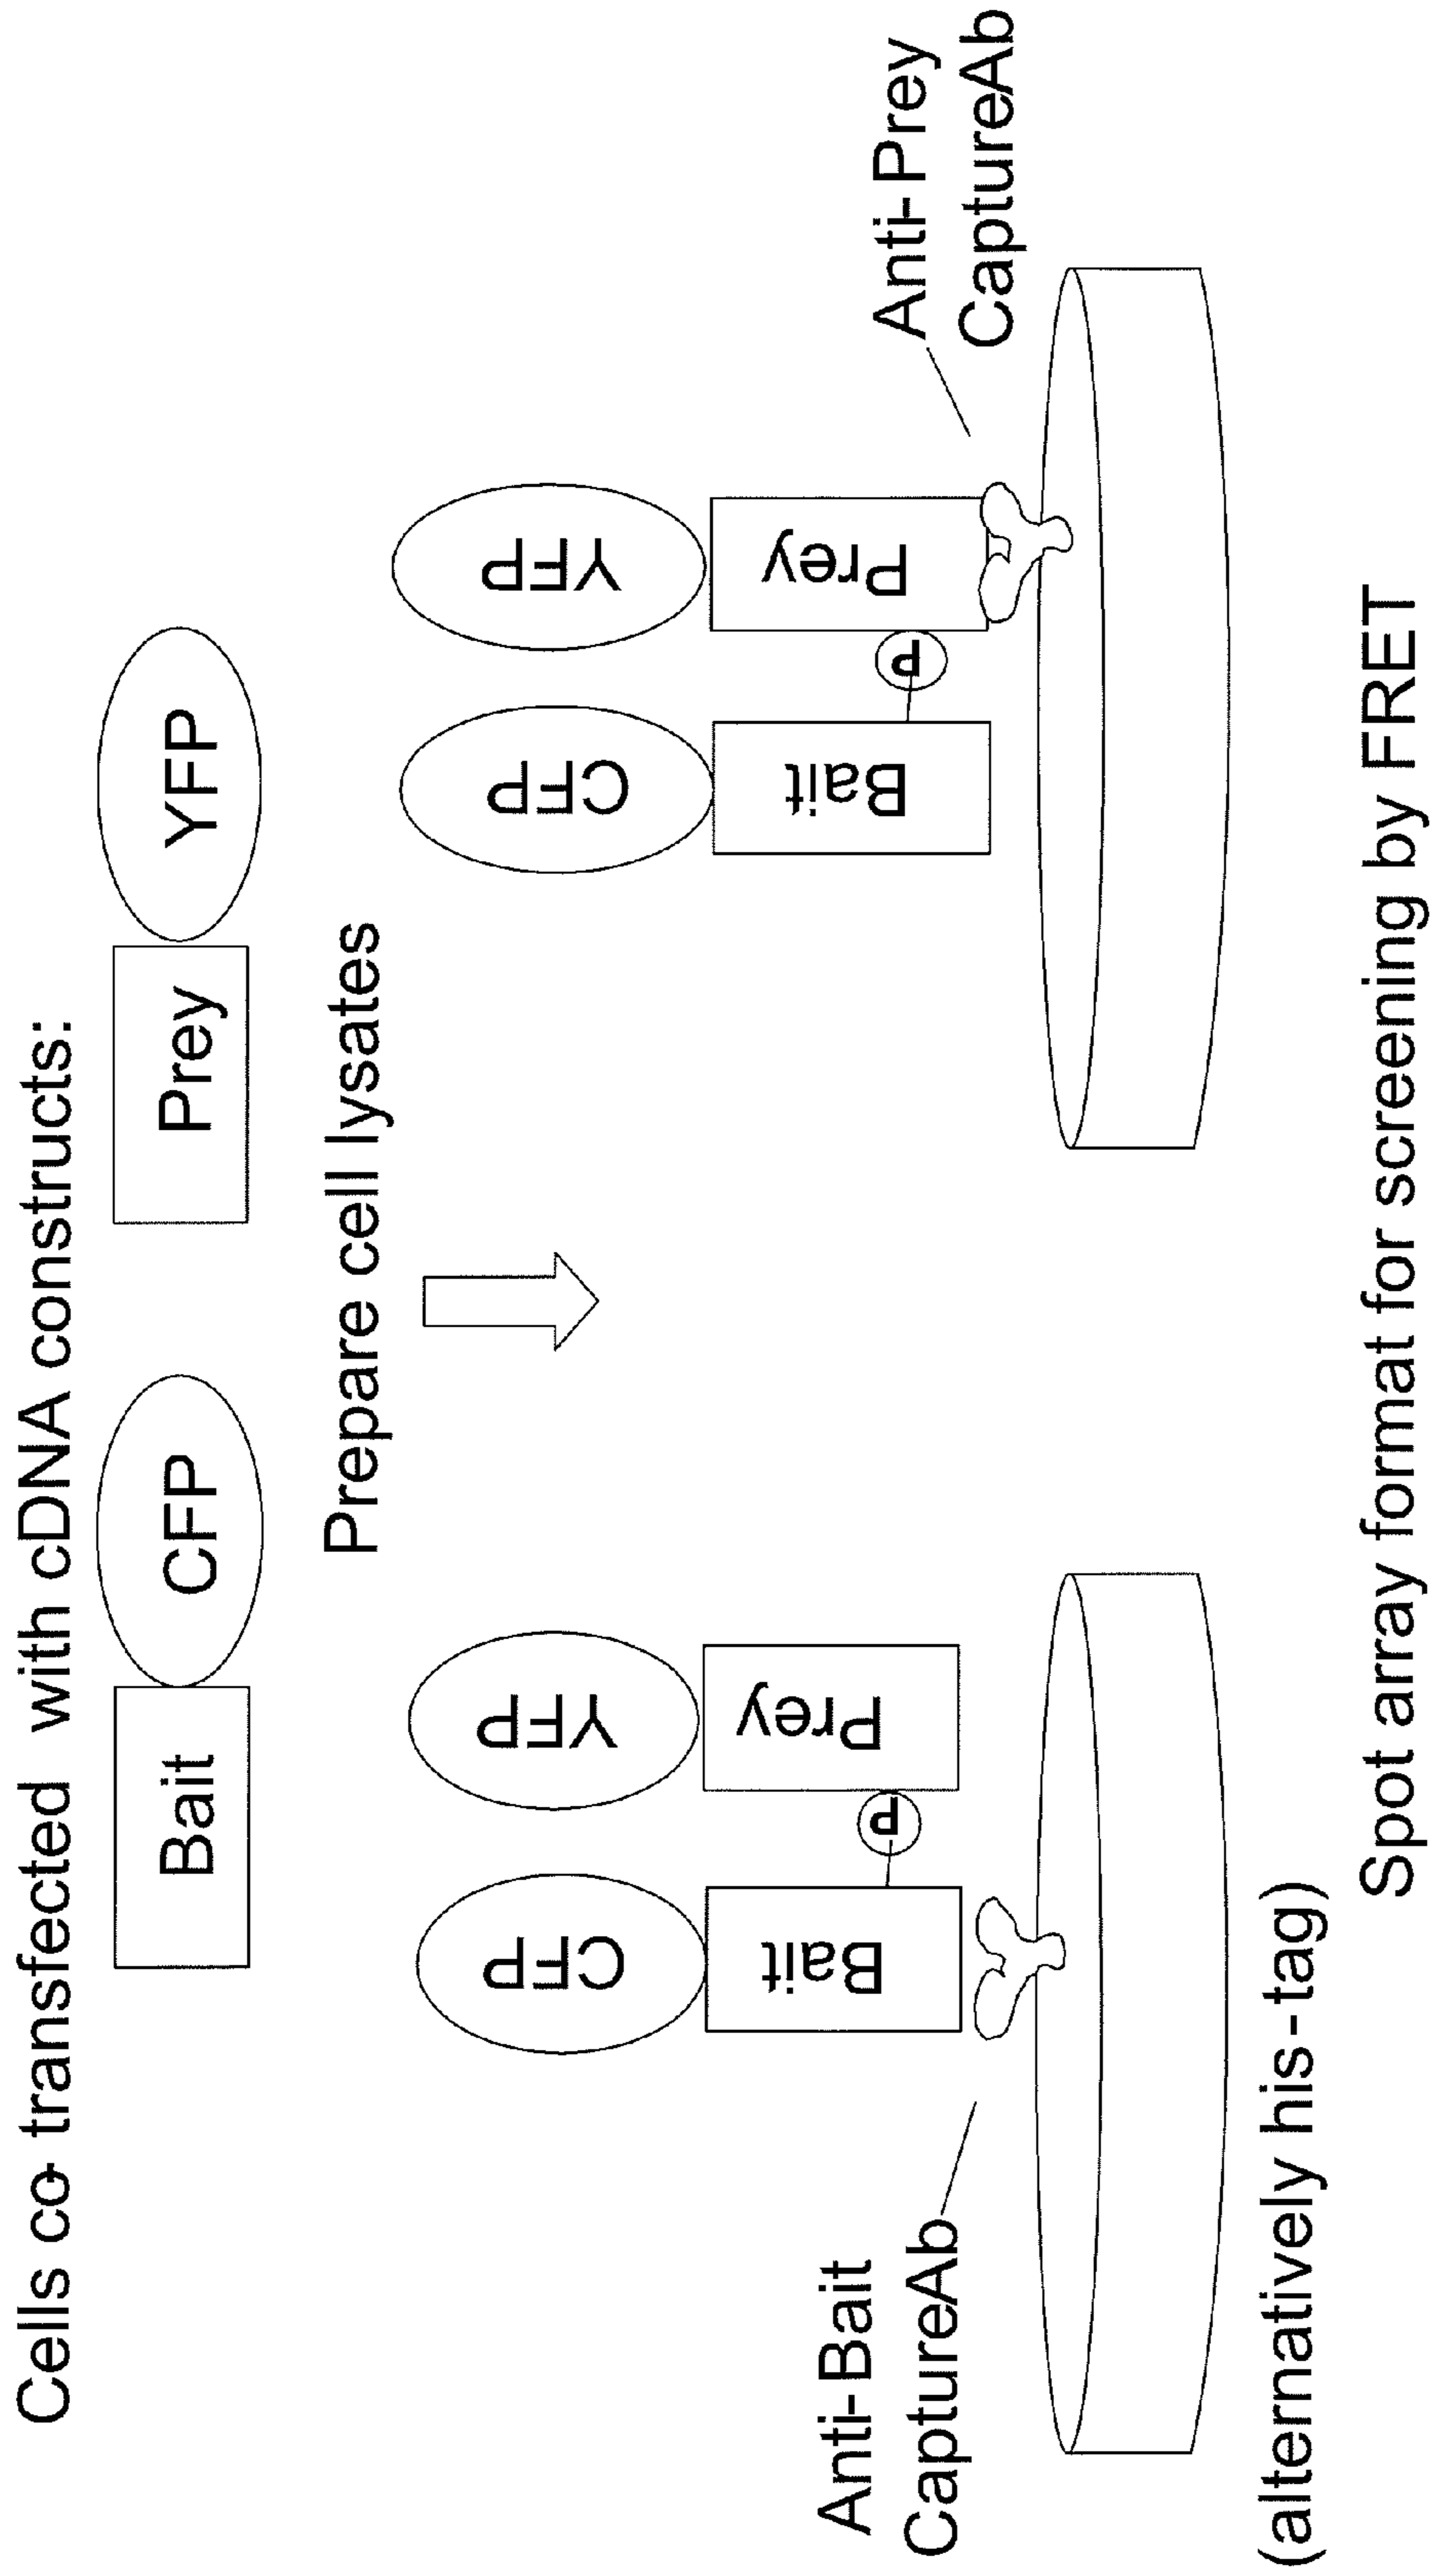 Cells co- transfected with cDNA constructs:
Bait
CFP
Prey
YFP
Prepare cell lysates
CFP
YFP
Bait
P
Prey
Anti-Bait
CaptureAb
CFP
YFP
Bait
P
Prey
Anti-Prey
CaptureAb
(alternatively his-tag)
Spot array format for screening by FRET